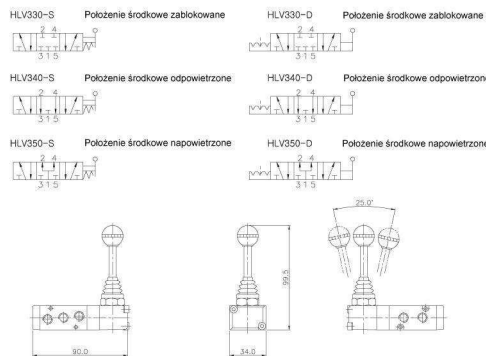 HLV330-S Położenie środkowe zablokowane HLV330-D Położenie środkowe zablokowane
2 4 2 4
3 1 5 3 1 5
HLV340-S Położenie środkowe odpowietrzone HLV340-D Położenie środkowe odpowietrzone
2 4 2 4
3 1 5 3 1 5
HLV350-S Położenie środkowe napowietrzone HLV350-D Położenie środkowe napowietrzone
2 4 2 4
3 1 5 3 1 5
25.0°
99.5
90.0 34.0